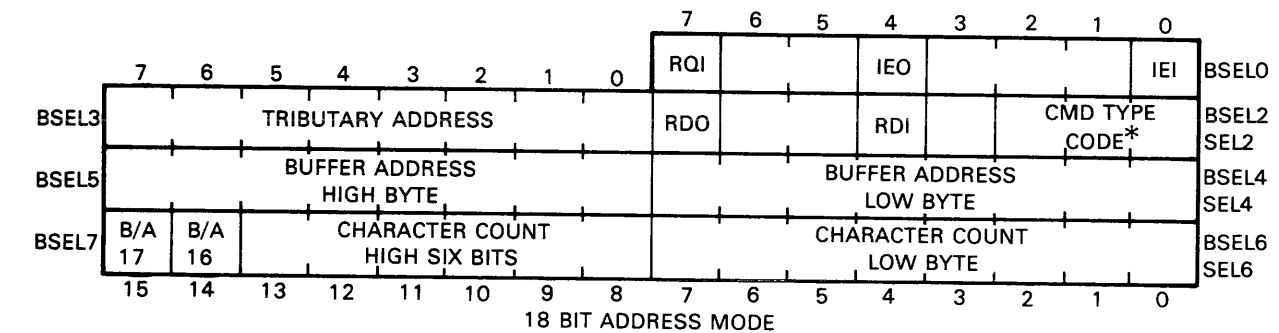 7 6 5 4 3 2 1 0
RQI IEO IEI BSEL0
7 6 5 4 3 2 1 0
BSEL3 TRIBUTARY ADDRESS RDO RDI CMD TYPE BSEL2
CODE* SEL2
BSEL5 BUFFER ADDRESS BUFFER ADDRESS BSEL4
HIGH BYTE LOW BYTE SEL4
BSEL7 B/A B/A CHARACTER COUNT CHARACTER COUNT BSEL6
17 16 HIGH SIX BITS LOW BYTE SEL6
15 14 13 12 11 10 9 8 7 6 5 4 3 2 1 0
18 BIT ADDRESS MODE